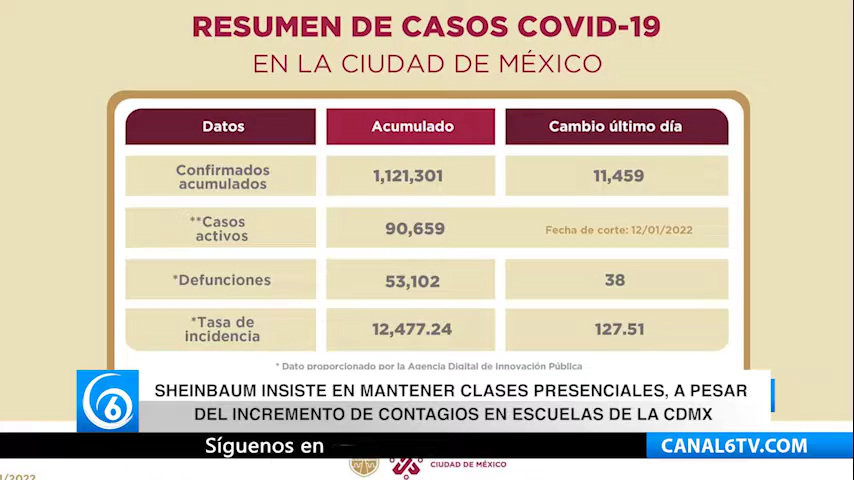 RESUMEN DE CASOS COVID-19
EN LA CIUDAD DE MÉXICO
Datos
Acumulado
Cambio último día
Confirmados
acumulados
1,121,301
11,459
**Casos
activos
90,659
Fecha de corte: 12/01/2022
*Defunciones
53,102
38
*Tasa de
incidencia
12,477.24
127.51
* Dato proporcionado por la Agencia Digital de Innovación Pública
6
SHEINBAUM INSISTE EN MANTENER CLASES PRESENCIALES, A PESAR
DEL INCREMENTO DE CONTAGIOS EN ESCUELAS DE LA CDMX
Síguenos en
CANAL6TV.COM
CIUDAD DE MÉXICO
1/2022